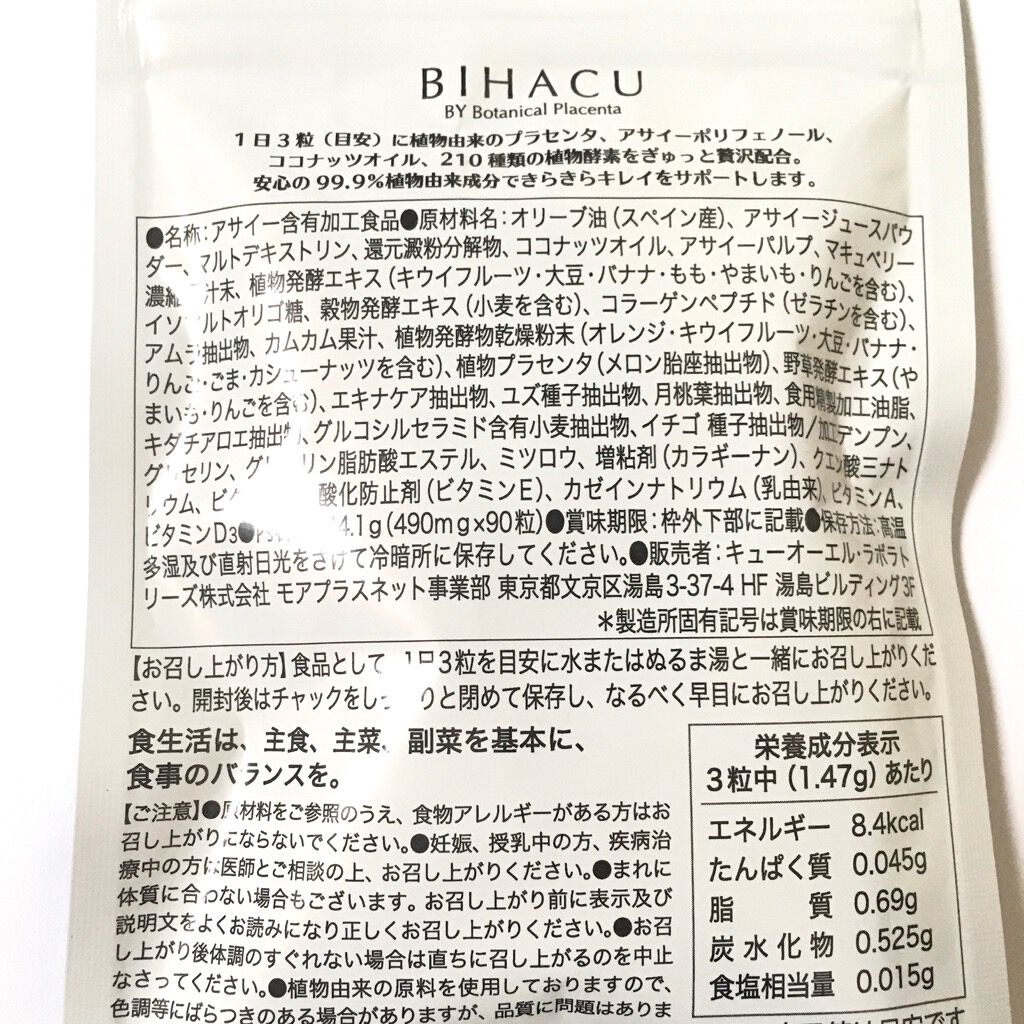 BIHACU
BY Botanical Placenta
1日3粒（目安）に植物由来のプラセンタ、アサイーポリフェノール、
ココナッツオイル、210種類の植物酵素をぎゅっと贅沢配合。
安心の99.9%植物由来成分できらきらキレイをサポートします。
●名称：アサイー含有加工食品●原材料名：オリーブ油（スペイン産）、アサイージュースパウ
ダー、マルトデキストリン、還元澱粉分解物、ココナッツオイル、アサイーパルプ、マキュベリー
濃縮 汁末、植物発酵エキス（キウイフルーツ・大豆・バナナ・もも・やまいも・りんごを含む）、
イソマルトオリゴ糖、穀物発酵エキス（小麦を含む）、コラーゲンペプチド（ゼラチンを含む）、
アムラ抽出物、カムカム果汁、植物発酵物乾燥粉末（オレンジ・キウイフルーツ・大豆・バナナ・
りんご・ごま・カシューナッツを含む）、植物プラセンタ（メロン胎座抽出物）、野草発酵エキス（や
まいも・りんごを含む）、エキナケア抽出物、ユズ種子抽出物、月桃葉抽出物、食用精製加工油脂、
キダチアロエ抽出物、グルコシルセラミド含有小麦抽出物、イチゴ 種子抽出物/加工デンプン、
グリセリン、グリセリン脂肪酸エステル、ミツロウ、増粘剤（カラギーナン）、クエン酸三ナト
リウム、 酸化防止剤（ビタミンE）、カゼインナトリウム（乳由来）、ビタミンA、
ビタミンD3● 4.1g（490mg×90粒）●賞味期限：枠外下部に記載●保存方法：高温
多湿及び直射日光をさけて冷暗所に保存してください。●販売者：キューオーエル・ラボラト
リーズ株式会社 モアプラスネット事業部 東京都文京区湯島3-37-4 HF 湯島ビルディング3F
＊製造所固有記号は賞味期限の右に記載
【お召し上がり方】食品として、1日3粒を目安に水またはぬるま湯と一緒にお召し上がりくだ
さい。開封後はチャックをしっかりと閉めて保存し、なるべく早目にお召し上がりください。
食生活は、主食、主菜、副菜を基本に、
食事のバランスを。
【ご注意】●原材料をご参照のうえ、食物アレルギーがある方はお
召し上がりにならないでください。●妊娠、授乳中の方、疾病治
療中の方は医師とご相談の上、お召し上がりください。●まれに
体質に合わない場合もございます。お召し上がり前に表示及び
説明文をよくお読みになり正しくお召し上がりください。●お召
し上がり後体調のすぐれない場合は直ちに召し上がるのを中止
なさってください。●植物由来の原料を使用しておりますので、
色調等にばらつきのある場合がありますが、品質に問題はありま
栄養成分表示
3粒中（1.47g）あたり
エネルギー 8.4kcal
たんぱく質 0.045g
脂質 0.69g
炭水化物 0.525g
食塩相当量 0.015g